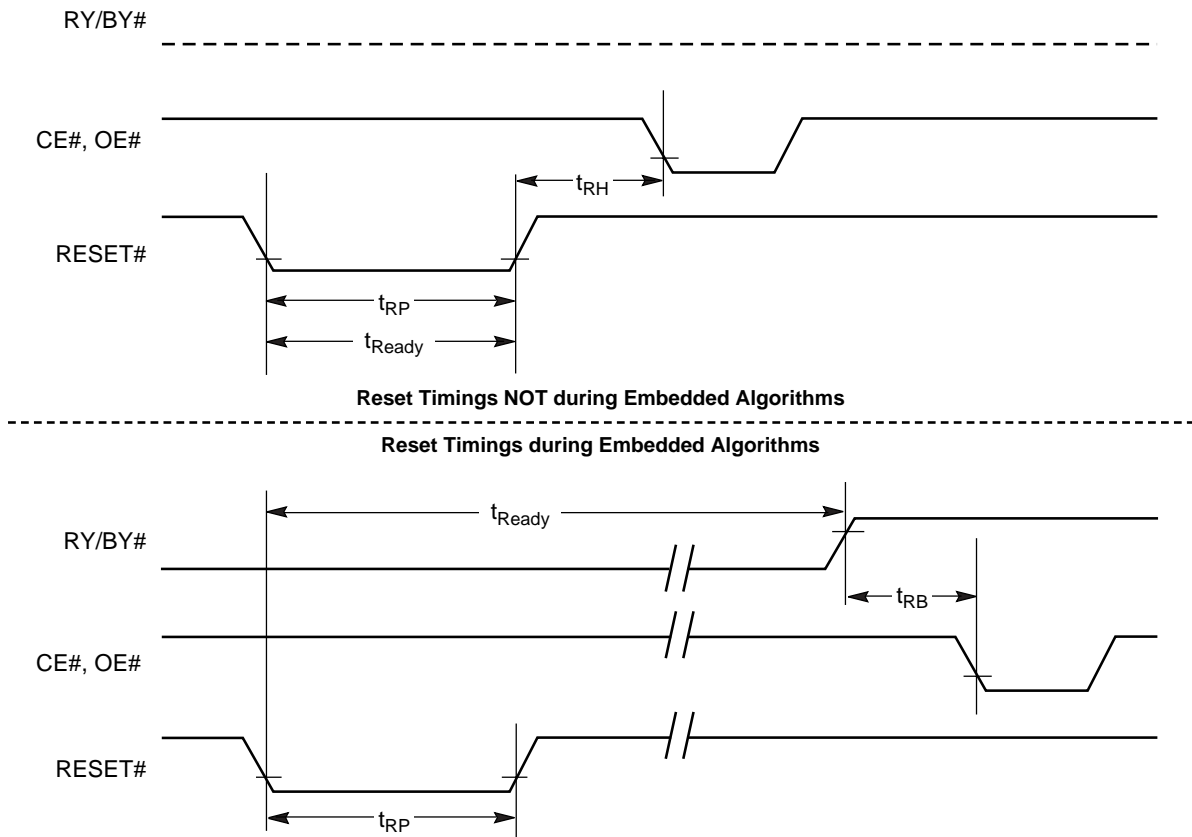 RY/BY#
CE#, OE#
tRH
RESET#
tRP
tReady
Reset Timings NOT during Embedded Algorithms
Reset Timings during Embedded Algorithms
tReady
RY/BY#
tRB
CE#, OE#
RESET#
tRP